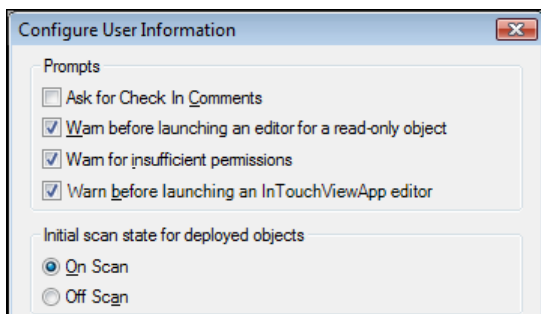 Configure User Information
Prompts
Ask for Check In Comments
Warn before launching an editor for a read-only object
Warn for insufficient permissions
Warn before launching an InTouchViewApp editor
Initial scan state for deployed objects
On Scan
Off Scan